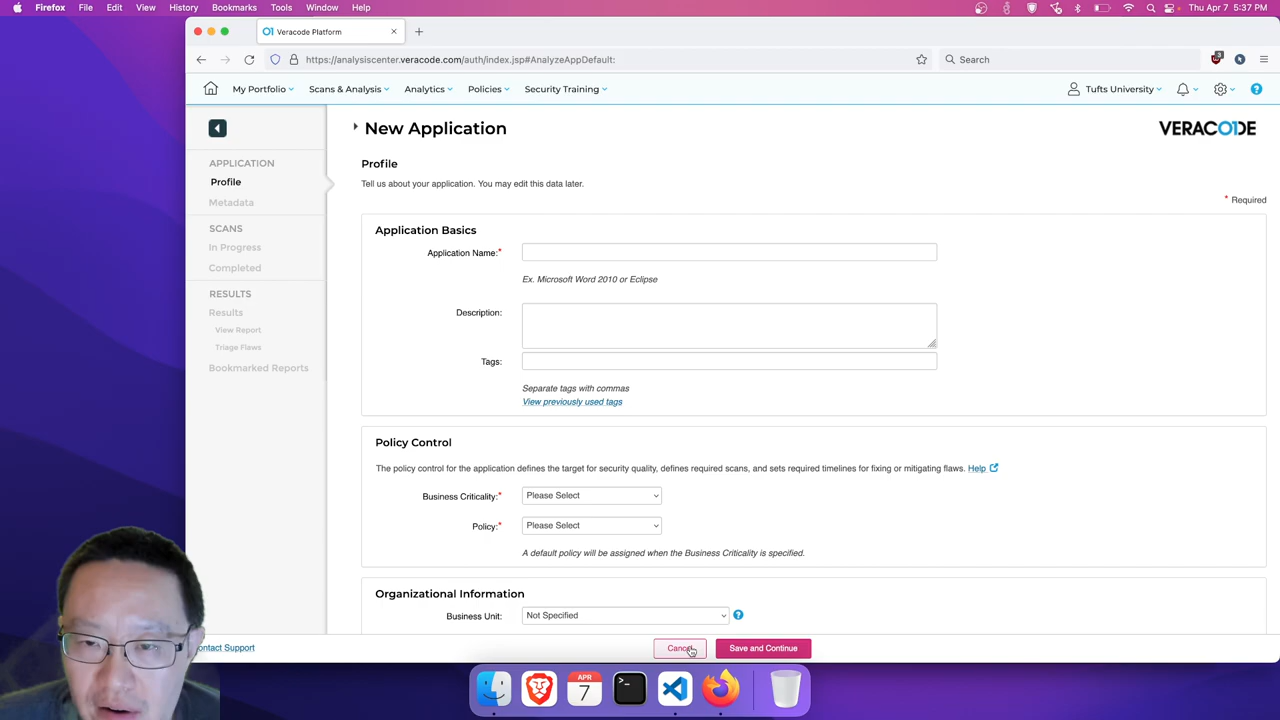 Firefox File Edit View History Bookmarks Tools Window Help Thu Apr 7 5:37 PM
Veracode Platform
https://analysiscenter.veracode.com/auth/index.jsp#AnalyzeAppDefault: Search 3
My Portfolio Scans & Analysis Analytics Policies Security Training Tufts University
New Application VERACODE
APPLICATION
Profile
Metadata
SCANS
In Progress
Completed
RESULTS
Results
View Report
Triage Flaws
Bookmarked Reports
Profile
Tell us about your application. You may edit this data later.
* Required
Application Basics
Application Name:*
Ex. Microsoft Word 2010 or Eclipse
Description:
Tags:
Separate tags with commas
View previously used tags
Policy Control
The policy control for the application defines the target for security quality, defines required scans, and sets required timelines for fixing or mitigating flaws. Help
Business Criticality:* Please Select
Policy:* Please Select
A default policy will be assigned when the Business Criticality is specified.
Organizational Information
Business Unit: Not Specified ?
ontact Support Cancel Save and Continue
APR
7